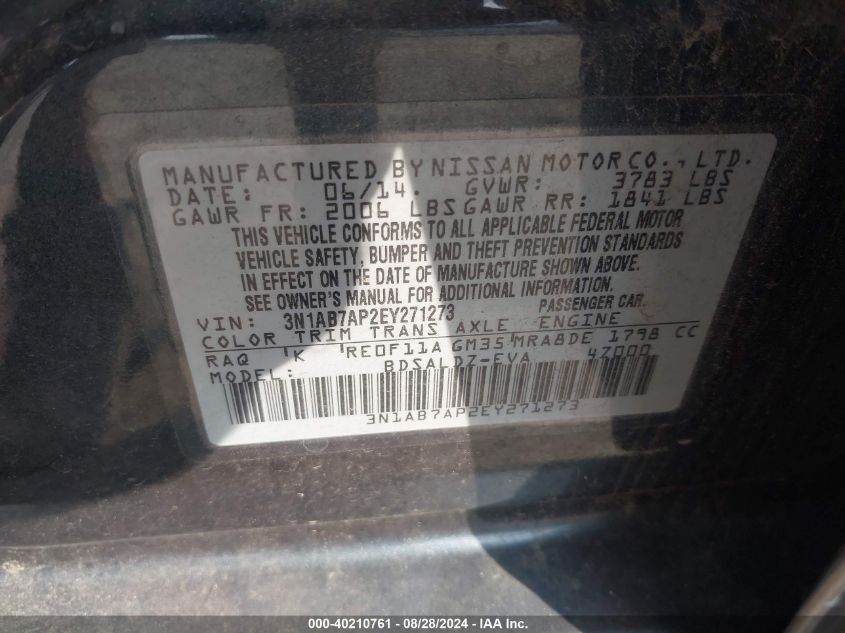 MANUFACTURED BY NISSAN MOTOR CO., LTD.
DATE: 06/14. GVWR: 3783 LBS
GAWR FR: 2006 LBS GAWR RR: 1841 LBS
THIS VEHICLE CONFORMS TO ALL APPLICABLE FEDERAL MOTOR
VEHICLE SAFETY, BUMPER AND THEFT PREVENTION STANDARDS
IN EFFECT ON THE DATE OF MANUFACTURE SHOWN ABOVE.
SEE OWNER'S MANUAL FOR ADDITIONAL INFORMATION.
VIN: 3N1AB7AP2EY271273 PASSENGER CAR.
COLOR TRIM TRANS AXLE ENGINE
RAQ 'K 'RE0F11A GM35 'MRA8DE 1798 CC
MODEL: BDSALDZ-EVA 47000
3N1AB7AP2EY271273
000-40210761 | 08/28/2024 - IAA Inc.